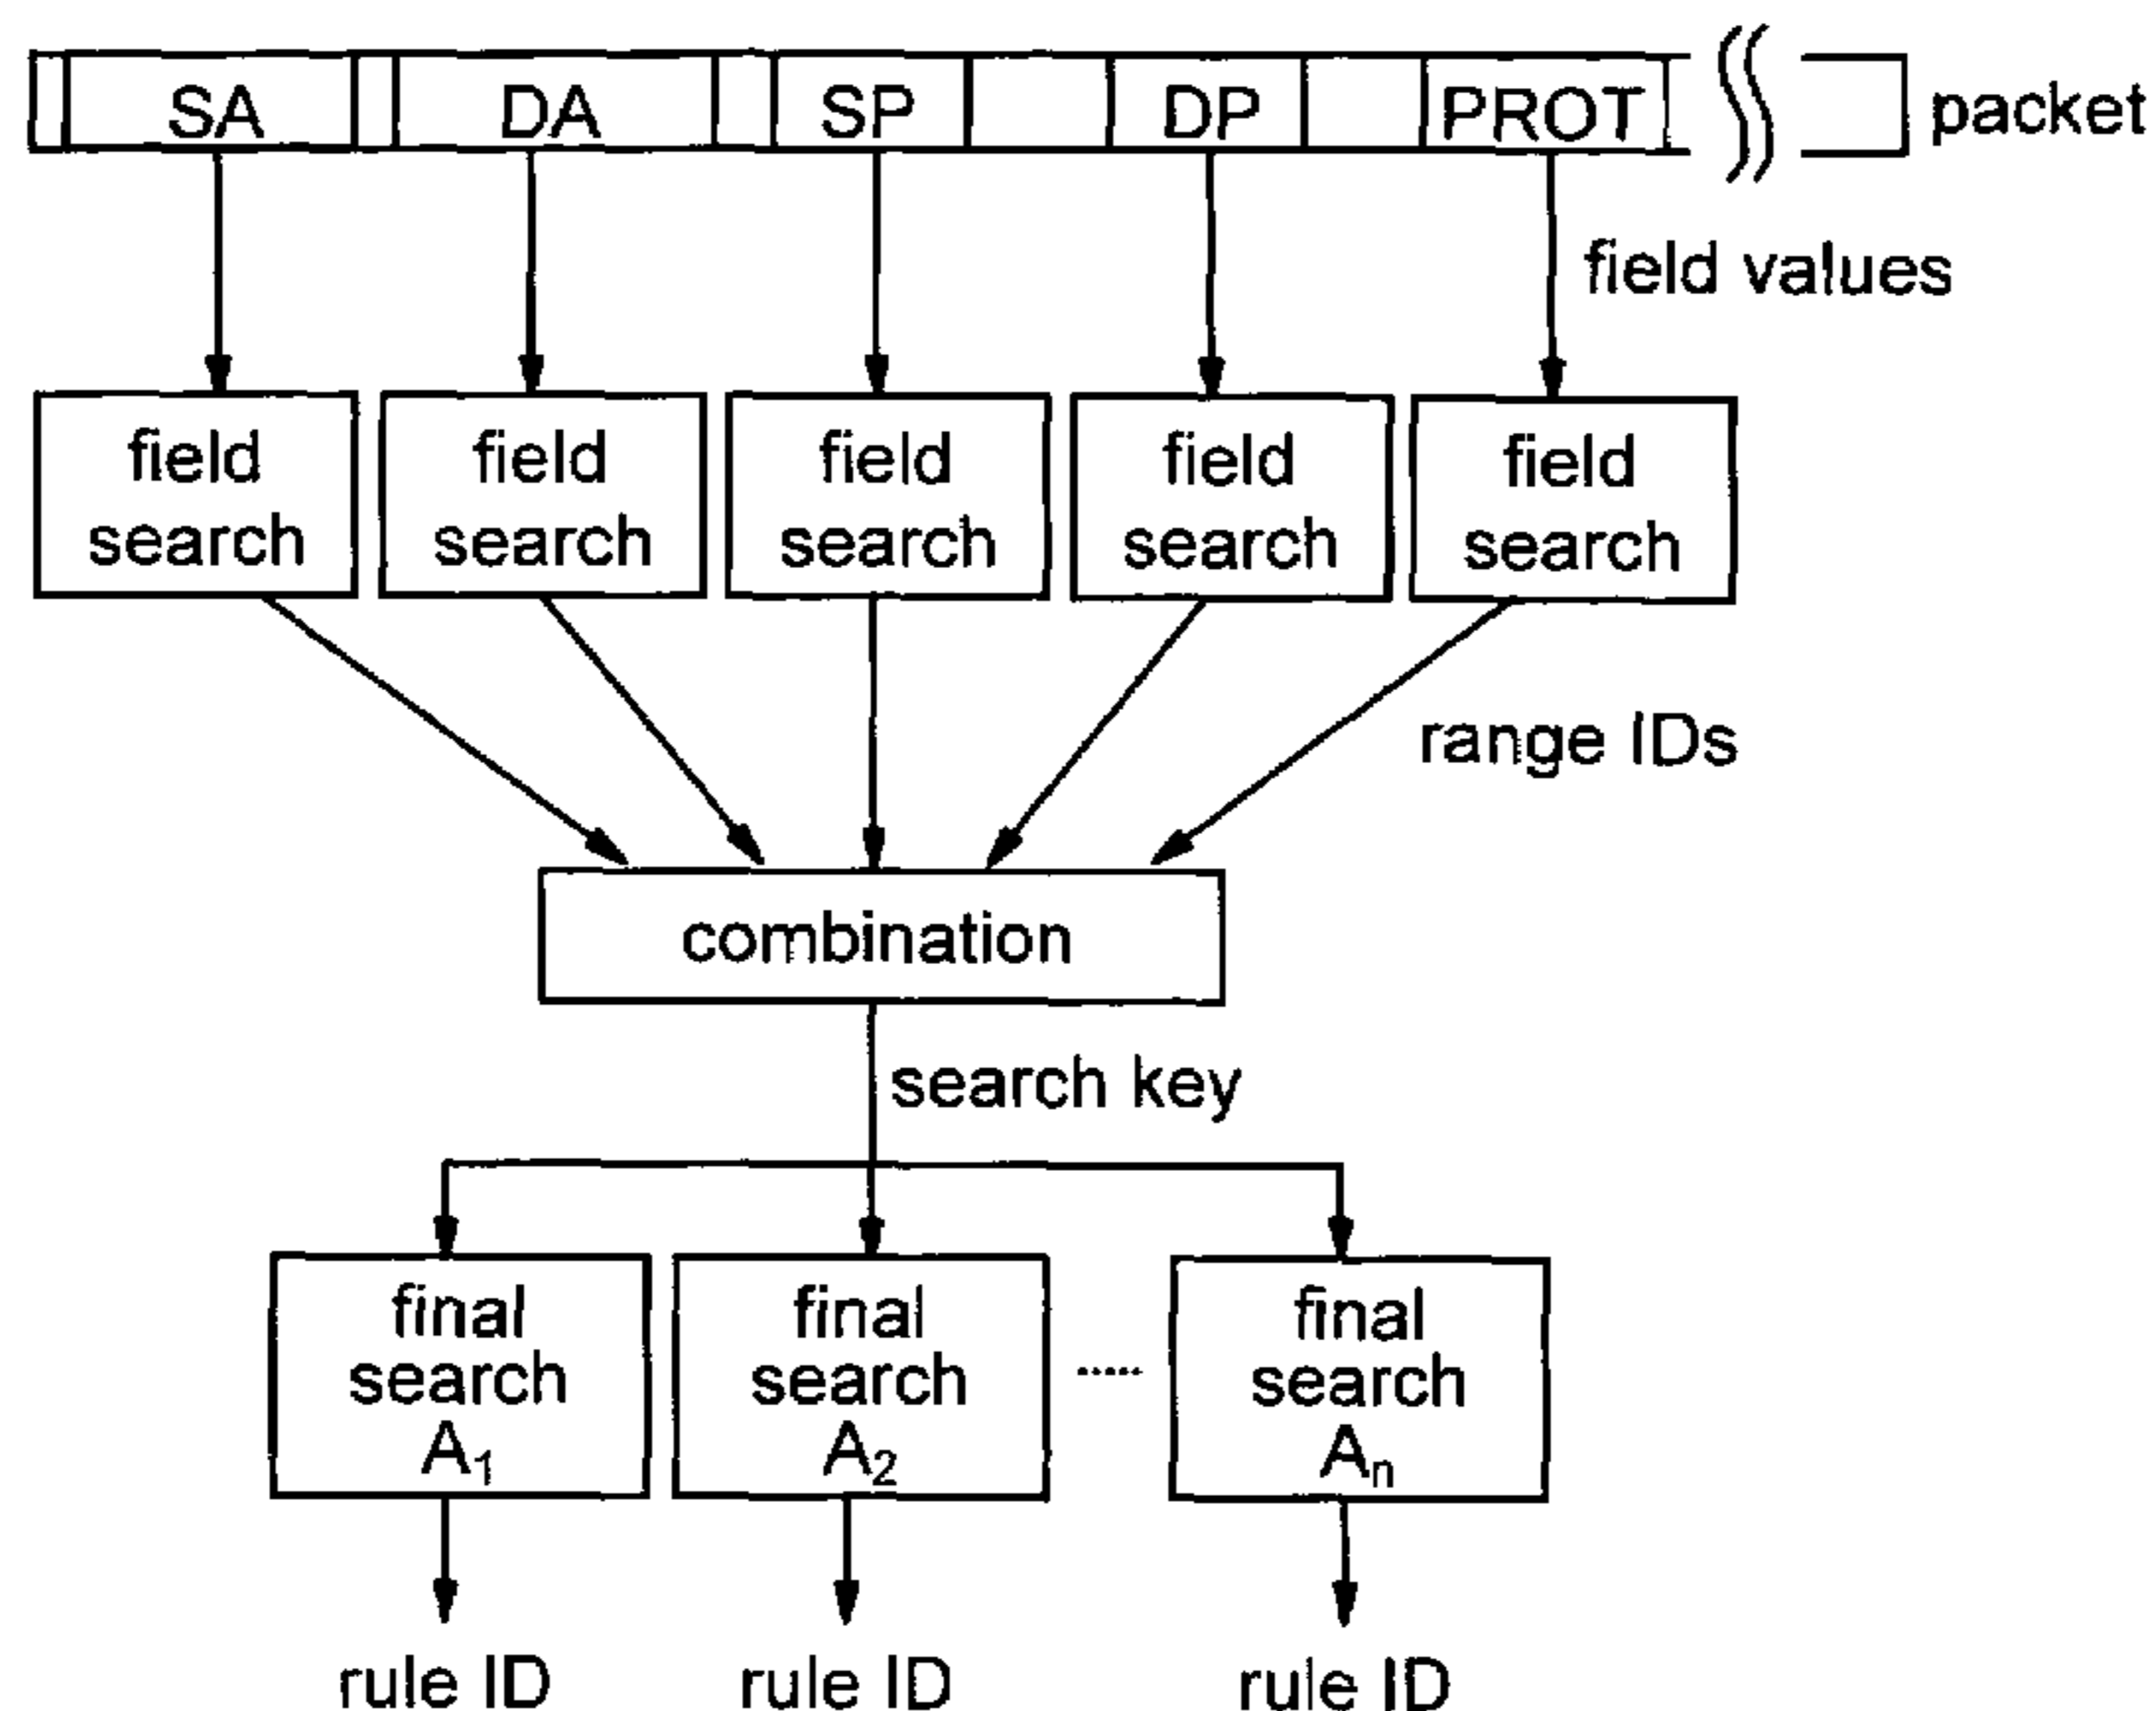 SA DA SP DP PROT packet
field values
field search
field search
field search
field search
field search
range IDs
combination
search key
final search A₁
final search A₂
.....
final search Aₙ
rule ID rule ID rule ID